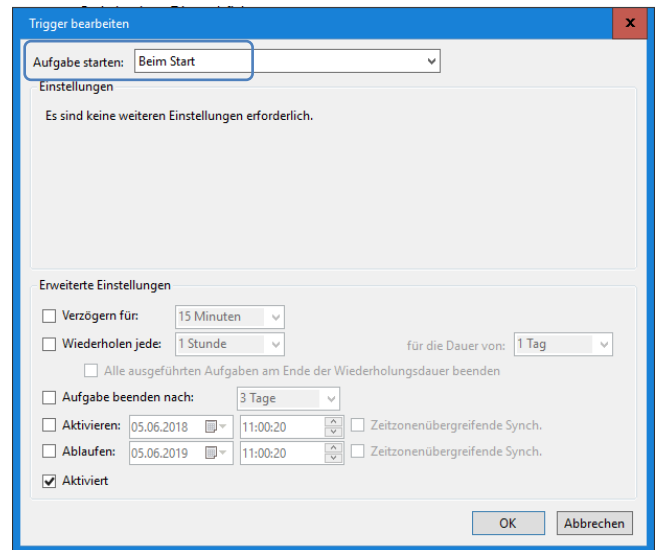 Trigger bearbeiten x
Aufgabe starten: Beim Start
Einstellungen
Es sind keine weiteren Einstellungen erforderlich.
Erweiterte Einstellungen
Verzögern für: 15 Minuten
Wiederholen jede: 1 Stunde für die Dauer von: 1 Tag
Alle ausgeführten Aufgaben am Ende der Wiederholungsdauer beenden
Aufgabe beenden nach: 3 Tage
Aktivieren: 05.06.2018 11:00:20 Zeitzonenübergreifende Synch.
Ablaufen: 05.06.2019 11:00:20 Zeitzonenübergreifende Synch.
Aktiviert
OK Abbrechen